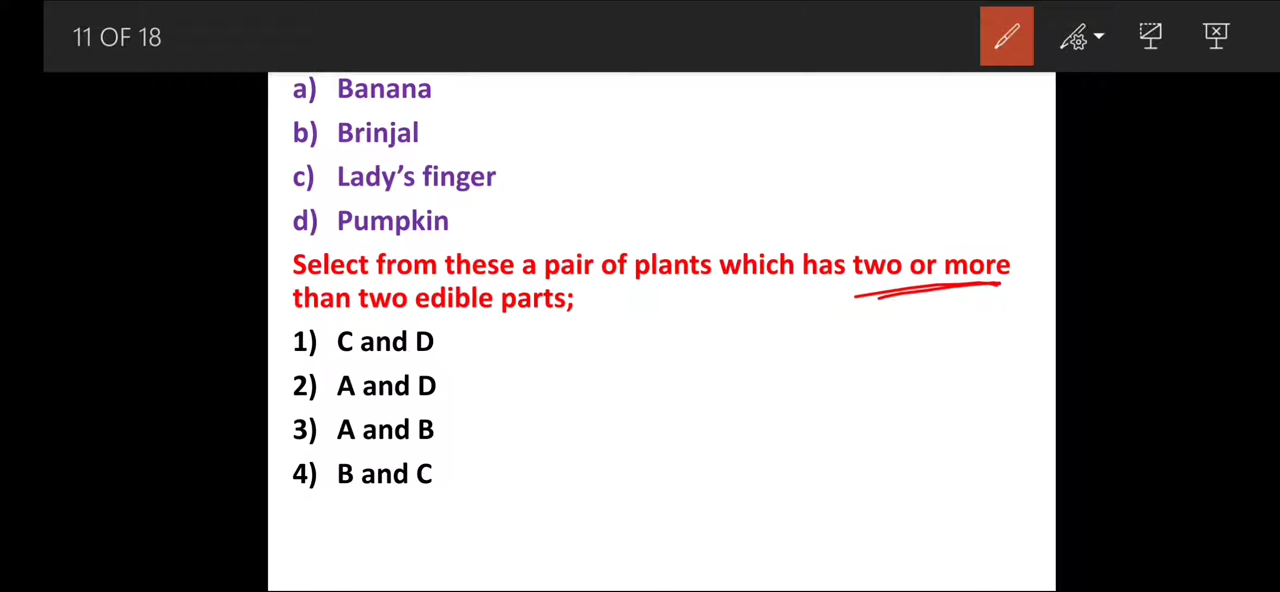 11 OF 18
a) Banana
b) Brinjal
c) Lady’s finger
d) Pumpkin
Select from these a pair of plants which has two or more
than two edible parts;
1) C and D
2) A and D
3) A and B
4) B and C